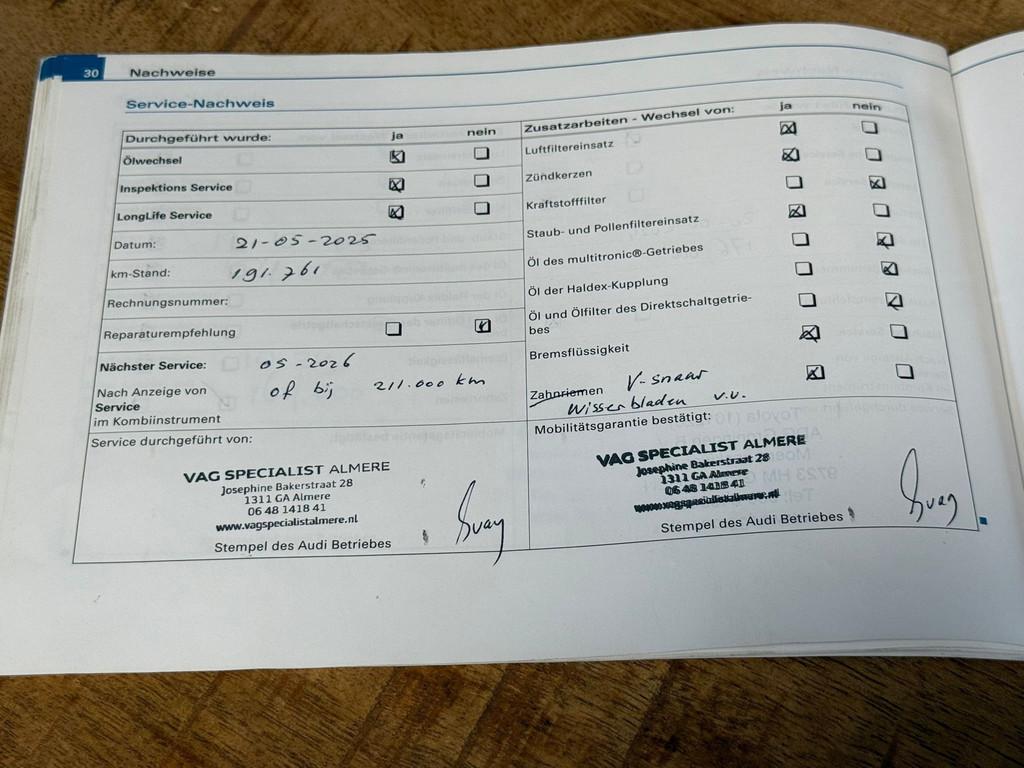 30 Nachweise
Service-Nachweis
Durchgeführt wurde: ja nein
Ölwechsel
Inspektions Service
LongLife Service
Datum: 21-05-2025
km-Stand: 191.761
Rechnungsnummer:
Reparaturempfehlung
Nächster Service: 05-2026
Nach Anzeige von of bij 211.000 km
Service
im Kombiinstrument
Service durchgeführt von:
VAG SPECIALIST ALMERE
Josephine Bakerstraat 28
1311 GA Almere
06 48 1418 41
www.vagspecialistalmere.nl
Stempel des Audi Betriebes
Zusatzarbeiten - Wechsel von: ja nein
Luftfiltereinsatz
Zündkerzen
Kraftstofffilter
Staub- und Pollenfiltereinsatz
Öl des multitronic®-Getriebes
Öl der Haldex-Kupplung
Öl und Ölfilter des Direktschaltgetrie-
bes
Bremsflüssigkeit
Zahnriemen V-snaar
Wisserbladen v.v.
Mobilitätsgarantie bestätigt:
VAG SPECIALIST ALMERE
Josephine Bakerstraat 28
1311 GA Almere
06 48 1418 41
www.vagspecialistalmere.nl
Stempel des Audi Betriebes